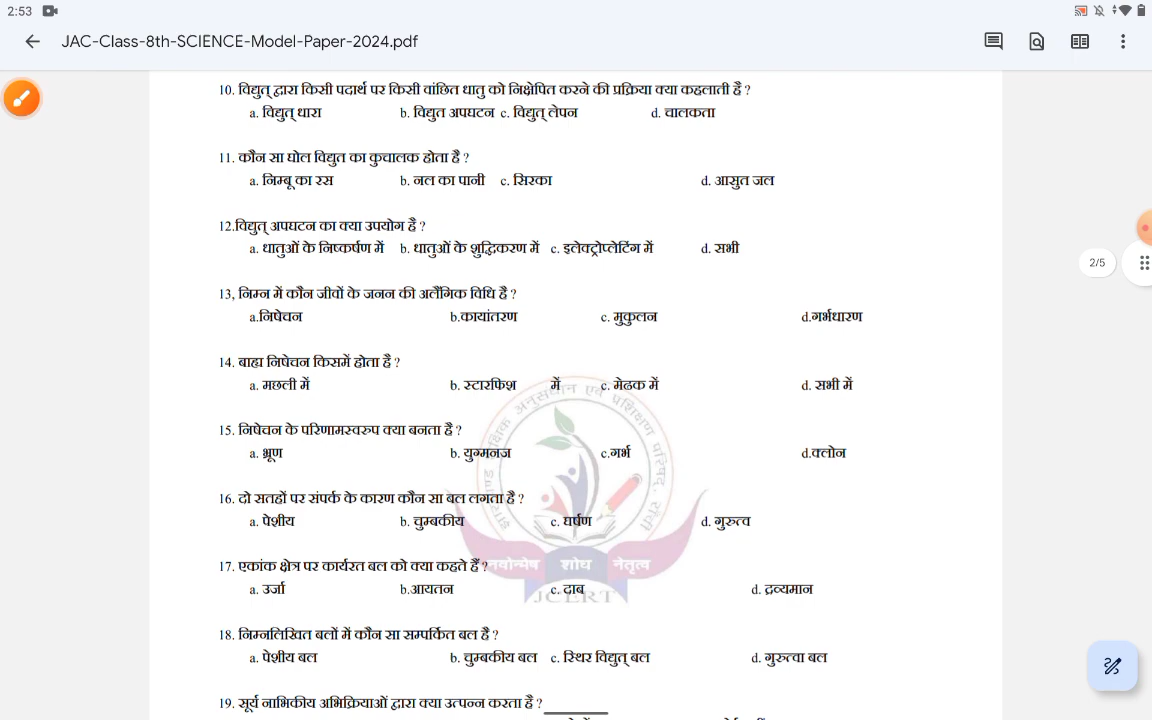 2:53
JAC-Class-8th-SCIENCE-Model-Paper-2024.pdf
10. विद्युत् द्वारा किसी पदार्थ पर किसी वांछित धातु को निक्षेपित करने की प्रक्रिया क्या कहलाती है ?
a. विद्युत् धारा b. विद्युत अपघटन c. विद्युत् लेपन d. चालकता
11. कौन सा घोल विद्युत का कुचालक होता है ?
a. निम्बू का रस b. नल का पानी c. सिरका d. आसुत जल
12.विद्युत् अपघटन का क्या उपयोग है ?
a. धातुओं के निष्कर्षण में b. धातुओं के शुद्धिकरण में c. इलेक्ट्रोप्लेटिंग में d. सभी
2/5
13, निम्न में कौन जीवों के जनन की अलैंगिक विधि है ?
a.निषेचन b.कायांतरण c. मुकुलन d.गर्भधारण
14. बाह्य निषेचन किसमें होता है ?
a. मछली में b. स्टारफिश में c. मेढक में d. सभी में
15. निषेचन के परिणामस्वरुप क्या बनता है ?
a. भ्रूण b. युग्मनज c.गर्भ d.क्लोन
16. दो सतहों पर संपर्क के कारण कौन सा बल लगता है ?
a. पेशीय b. चुम्बकीय c. घर्षण d. गुरुत्व
17. एकांक क्षेत्र पर कार्यरत बल को क्या कहते हैं ?
नवोन्मेष शोध नेतृत्व
a. उर्जा b.आयतन c. दाब d. द्रव्यमान
JCERT
18. निम्नलिखित बलों में कौन सा सम्पर्कित बल है ?
a. पेशीय बल b. चुम्बकीय बल c. स्थिर विद्युत् बल d. गुरुत्वा बल
19. सूर्य नाभिकीय अभिक्रियाओं द्वारा क्या उत्पन्न करता है ?